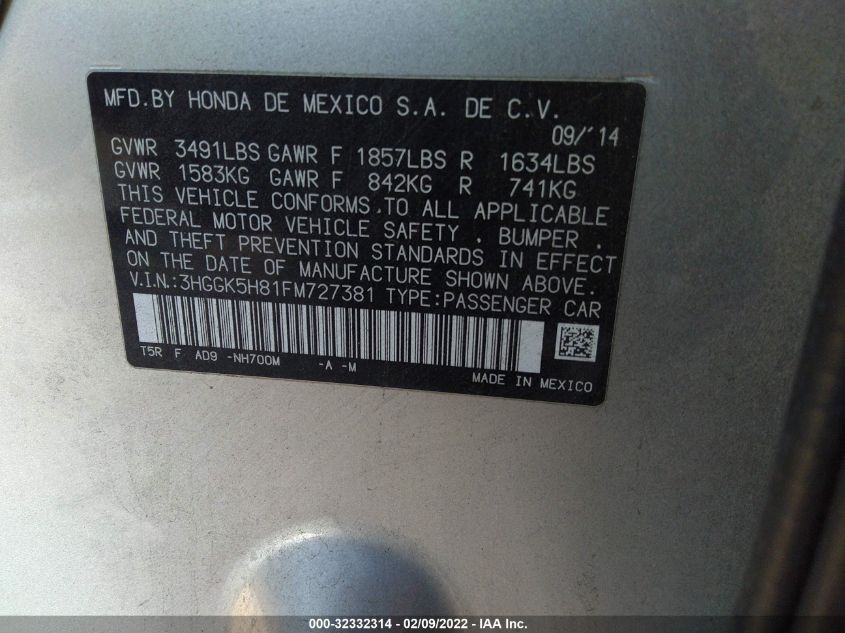 MFD.BY HONDA DE MEXICO S.A. DE C.V.
09/'14
GVWR 3491LBS GAWR F 1857LBS R 1634LBS
GVWR 1583KG GAWR F 842KG R 741KG
THIS VEHICLE CONFORMS TO ALL APPLICABLE
FEDERAL MOTOR VEHICLE SAFETY , BUMPER ,
AND THEFT PREVENTION STANDARDS IN EFFECT
ON THE DATE OF MANUFACTURE SHOWN ABOVE.
V.I.N.:3HGGK5H81FM727381 TYPE:PASSENGER CAR
T5R F AD9 -NH700M -A -M
MADE IN MEXICO
000-32332314 - 02/09/2022 - IAA Inc.